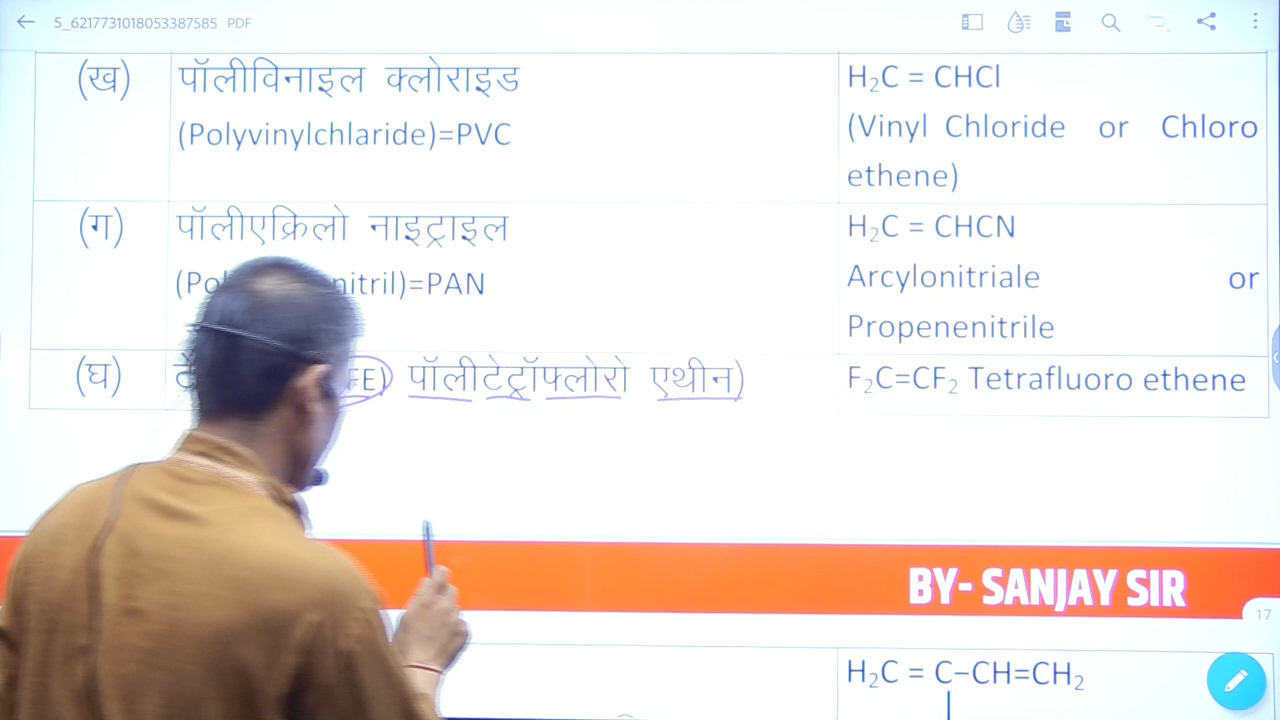 5_6217731018053387585 PDF
(ख) पॉलीविनाइल क्लोराइड
(Polyvinylchlaride)=PVC
H₂C = CHCl
(Vinyl Chloride or Chloro
ethene)
(ग) पॉलीएक्रिलो नाइट्राइल
nitril)=PAN
H₂C = CHCN
Arcylonitriale or
Propenenitrile
(घ) पॉलीटेट्रॉफ्लोरो एथीन)
F₂C=CF₂ Tetrafluoro ethene
BY- SANJAY SIR
17
H₂C = C–CH=CH₂